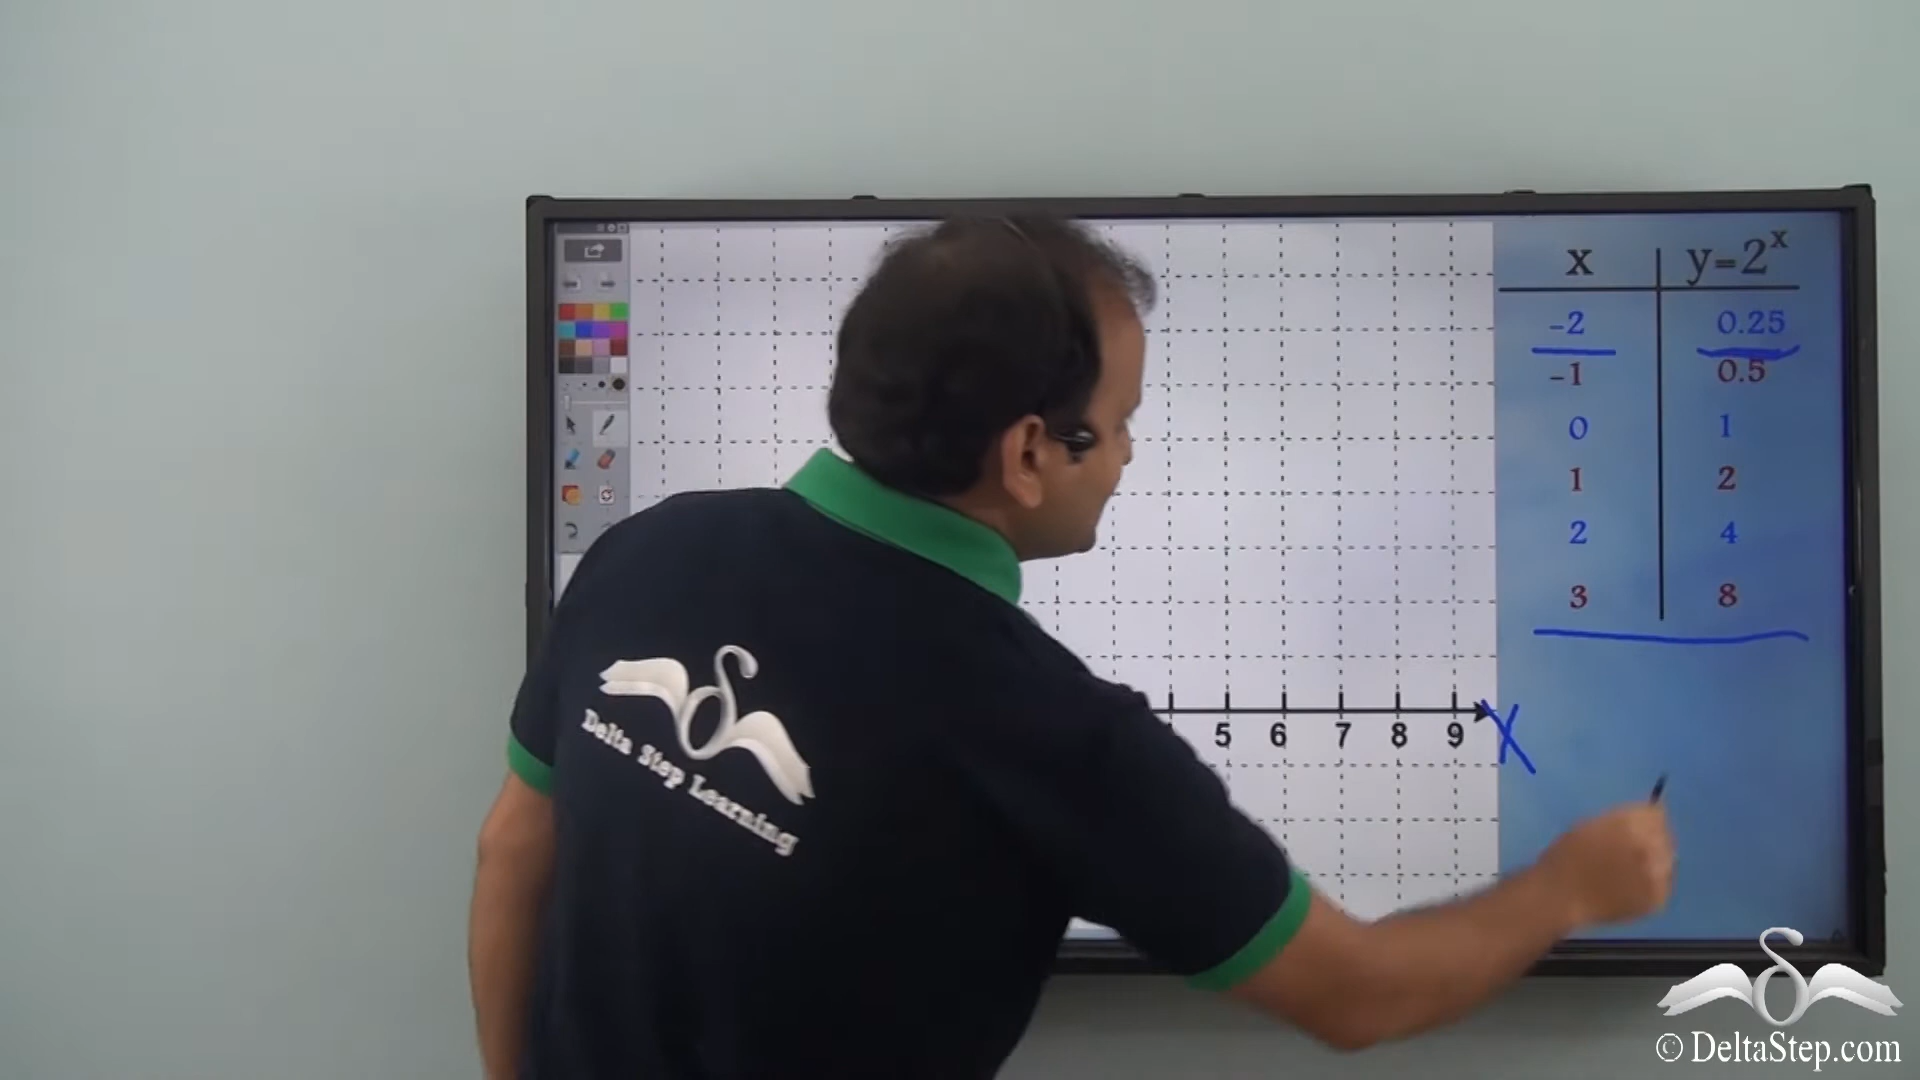 x y=2ˣ
-2 0.25
-1 0.5
0 1
1 2
2 4
3 8
5 6 7 8 9 X
Delta Step Learning
© DeltaStep.com